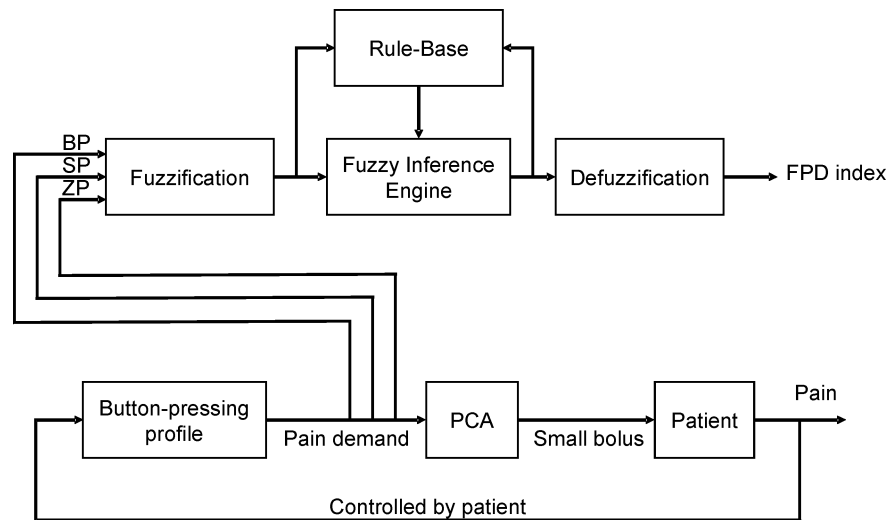 Rule-Base
BP
SP
ZP
Fuzzification
Fuzzy Inference
Engine
Defuzzification
FPD index
Button-pressing
profile
Pain demand
PCA
Small bolus
Patient
Pain
Controlled by patient